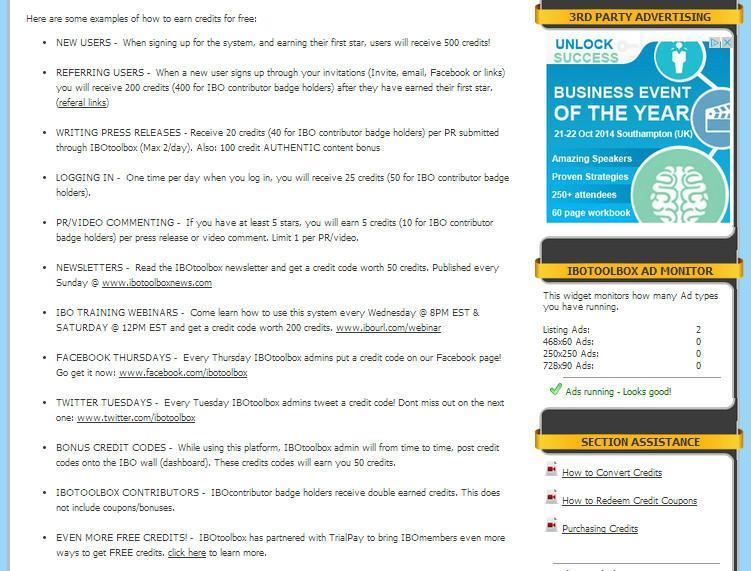 Here are some examples of how to earn credits for free:
NEW USERS - When signing up for the system, and earning their first star, users will receive 500 credits!
REFERRING USERS - When a new user signs up through your invitations (Invite, email, Facebook or links)
you will receive 200 credits (400 for IBO contributor badge holders) after they have earned their first star.
(referal links)
WRITING PRESS RELEASES - Receive 20 credits (40 for IBO contributor badge holders) per PR submitted
through IBOtoolbox (Max 2/day). Also: 100 credit AUTHENTIC content bonus
LOGGING IN - One time per day when you log in, you will receive 25 credits (50 for IBO contributor badge
holders).
PR/VIDEO COMMENTING - If you have at least 5 stars, you will earn 5 credits (10 for IBO contributor
badge holders) per press release or video comment. Limit 1 per PR/video.
NEWSLETTERS - Read the IBOtoolbox newsletter and get a credit code worth 50 credits. Published every
Sunday @ www.ibotoolboxnews.com
IBO TRAINING WEBINARS - Come learn how to use this system every Wednesday @ 8PM EST &
SATURDAY @ 12PM EST and get a credit code worth 200 credits. www.ibourl.com/webinar
FACEBOOK THURSDAYS - Every Thursday IBOtoolbox admins put a credit code on our Facebook page!
Go get it now: www.facebook.com/ibotoolbox
TWITTER TUESDAYS - Every Tuesday IBOtoolbox admins tweet a credit code! Dont miss out on the next
one: www.twitter.com/ibotoolbox
BONUS CREDIT CODES - While using this platform, IBOtoolbox admin will from time to time, post credit
codes onto the IBO wall (dashboard). These credits codes will earn you 50 credits.
IBOTOOLBOX CONTRIBUTORS - IBOcontributor badge holders receive double earned credits. This does
not include coupons/bonuses.
EVEN MORE FREE CREDITS! - IBOtoolbox has partnered with TrialPay to bring IBOmembers even more
ways to get FREE credits. click here to learn more.
3RD PARTY ADVERTISING
UNLOCK
SUCCESS
BUSINESS EVENT
OF THE YEAR
21-22 Oct 2014 Southampton (UK)
Amazing Speakers
Proven Strategies
250+ attendees
60 page workbook
IBOTOOLBOX AD MONITOR
This widget monitors how many Ad types
you have running.
Listing Ads: 2
468x60 Ads: 0
250x250 Ads: 0
728x90 Ads: 0
Ads running - Looks good!
SECTION ASSISTANCE
How to Convert Credits
How to Redeem Credit Coupons
Purchasing Credits